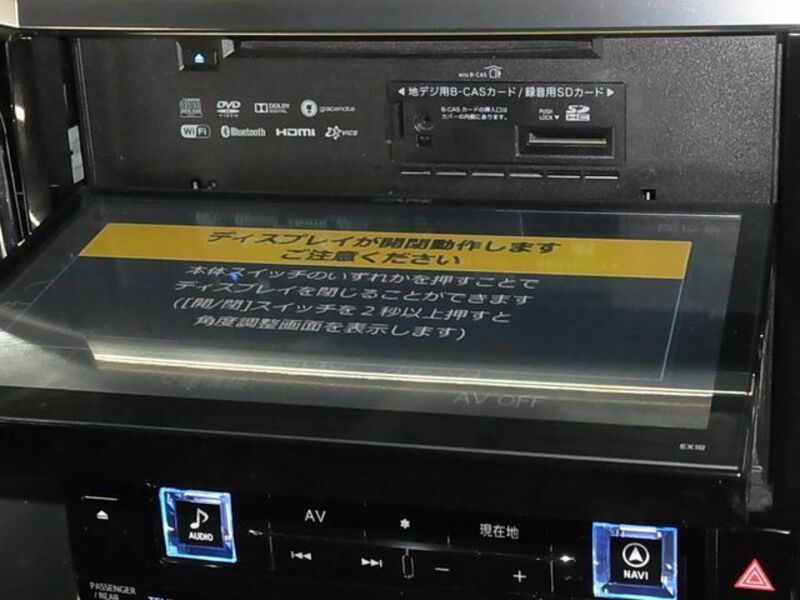 mini B-CAS
◀地デジ用B-CASカード/録音用SDカード▶
B-CASカードの挿入口は
カバーの内側にあります。
PUSH
LOCK▼
SD
HC
DVD
VIDEO
DOLBY
DIGITAL
gracenote
Wi Fi
Bluetooth
HDMI
VICS
ディスプレイが開閉動作します
ご注意ください
本体スイッチのいずれかを押すことで
ディスプレイを閉じることができます
([開/閉]スイッチを2秒以上押すと
角度調整画面を表示します)
AV OFF
EX10
AUDIO
AV
現在地
NAVI
PASSENGER
/ REAR